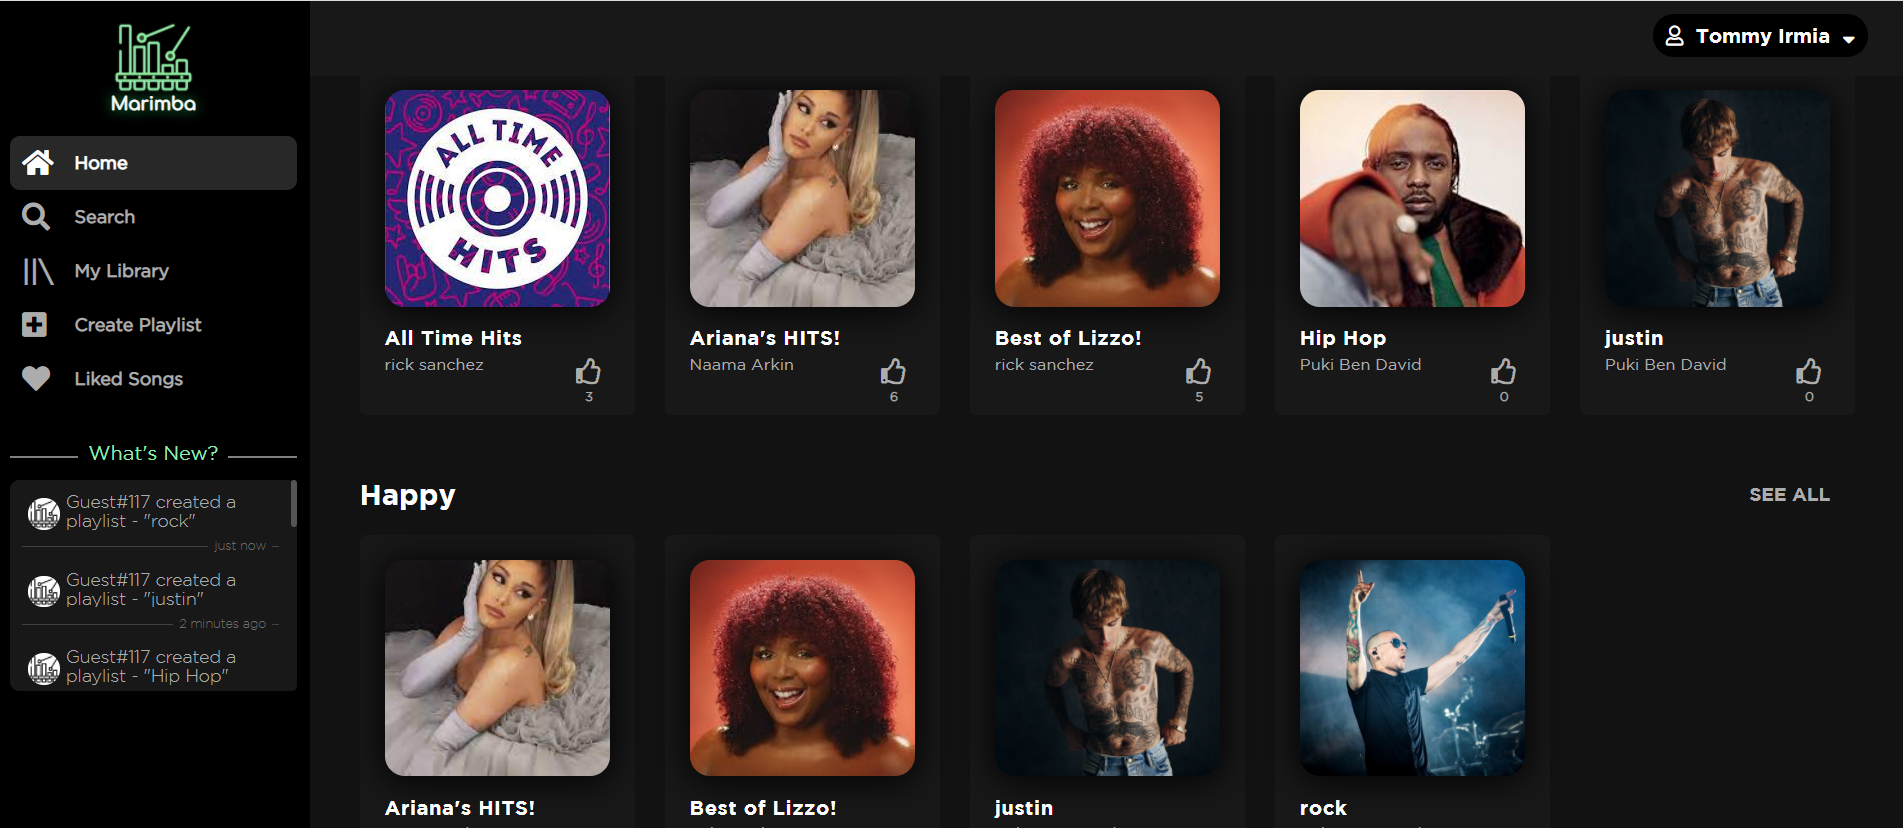 Marimba
Home
Search
My Library
Create Playlist
Liked Songs
What's New?
Guest#117 created a
playlist - "rock"
just now
Guest#117 created a
playlist - "justin"
2 minutes ago
Guest#117 created a
playlist - "Hip Hop"
Tommy Irmia
ALL TIME
HITS
All Time Hits
rick sanchez
3
Ariana's HITS!
Naama Arkin
6
Best of Lizzo!
rick sanchez
5
Hip Hop
Puki Ben David
0
justin
Puki Ben David
0
Happy
SEE ALL
Ariana's HITS!
Best of Lizzo!
justin
rock